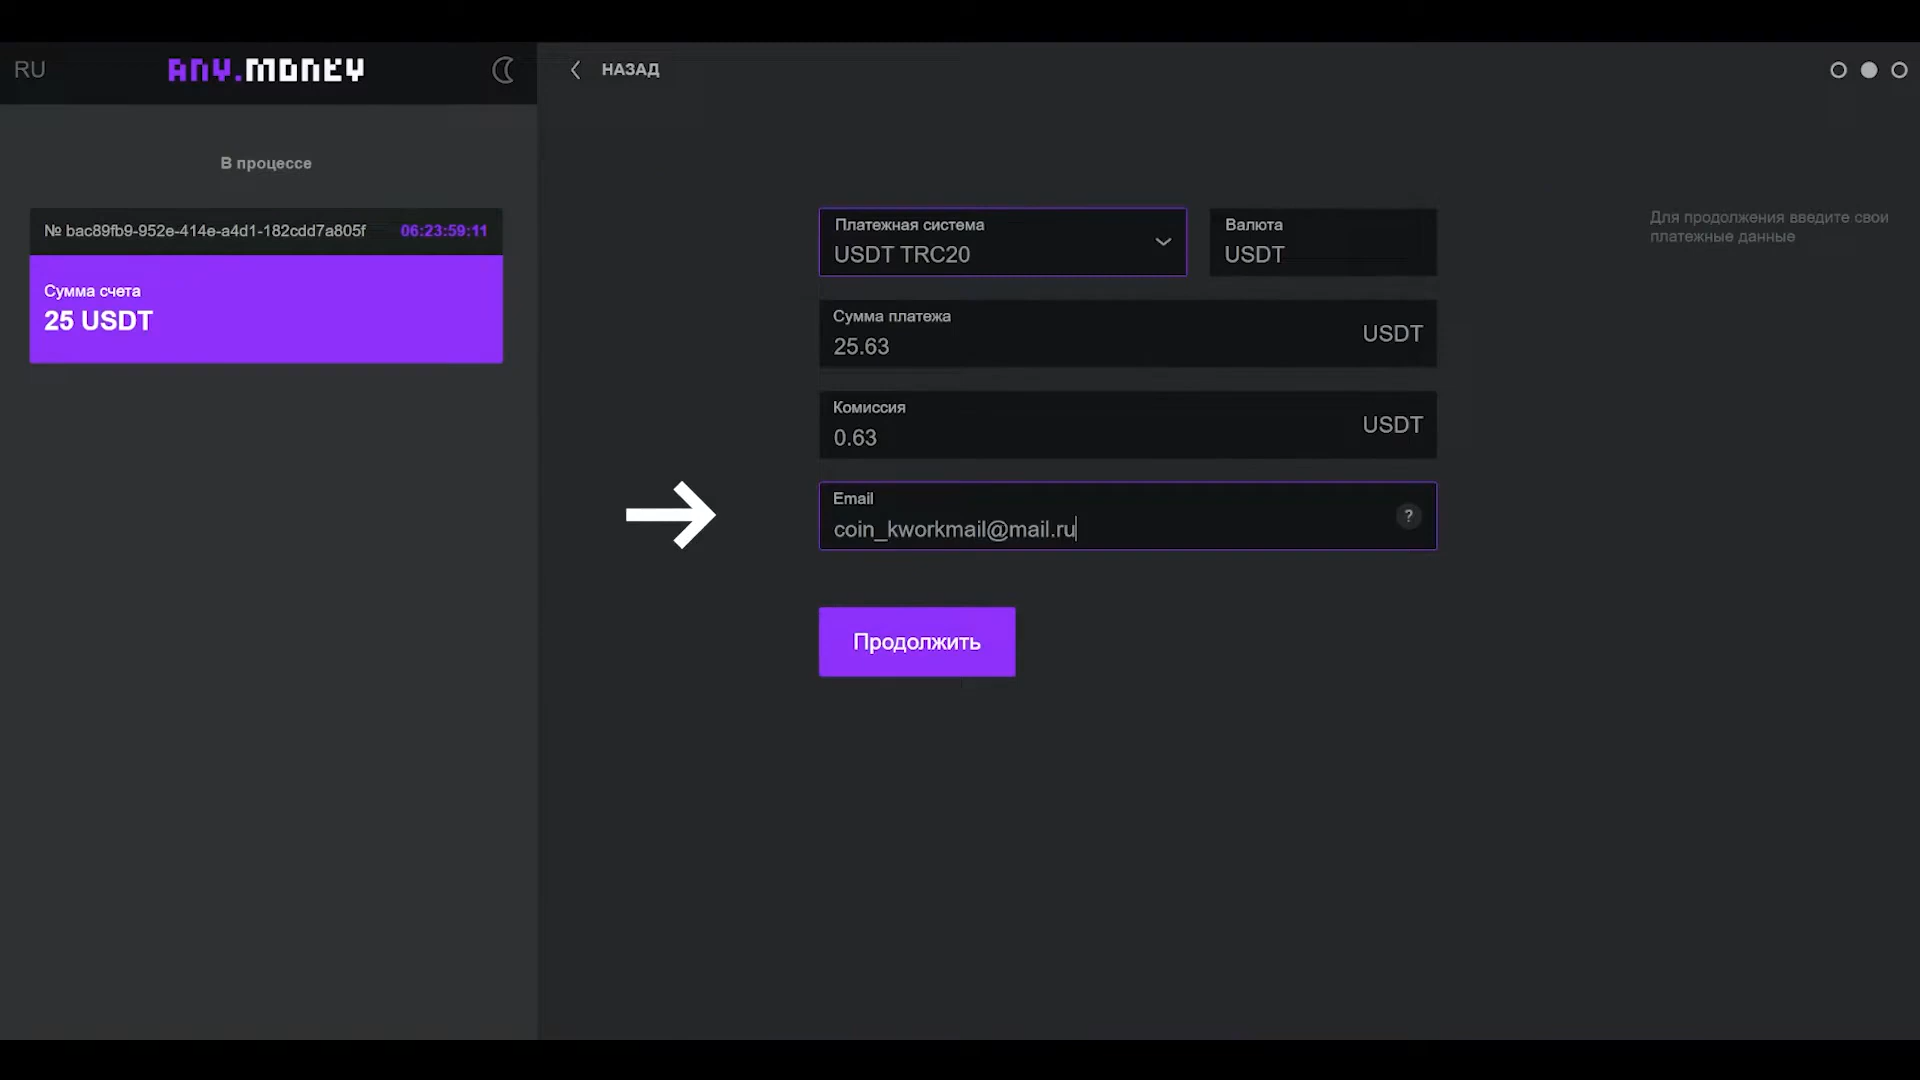 RU
ANY.MONEY
НАЗАД
В процессе
№ bac89fb9-952e-414e-a4d1-182cdd7a805f 06:23:59:11
Сумма счета
25 USDT
Платежная система
USDT TRC20
Валюта
USDT
Сумма платежа
25.63
USDT
Комиссия
0.63
USDT
Email
coin_kworkmail@mail.ru
?
Продолжить
Для продолжения введите свои
платежные данные